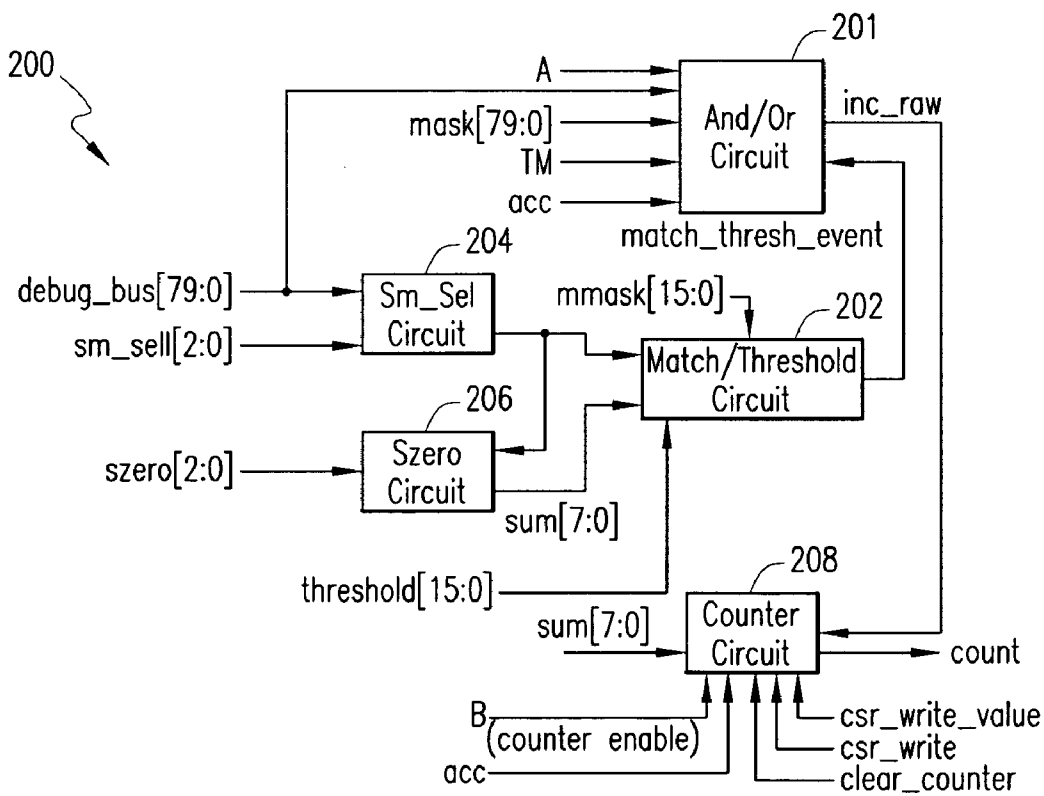 200
201
A
mask[79:0]
TM
acc
And/Or
Circuit
inc_raw
match_thresh_event
204
debug_bus[79:0]
sm_sell[2:0]
Sm_Sel
Circuit
mmask[15:0]
202
Match/Threshold
Circuit
206
szero[2:0]
Szero
Circuit
sum[7:0]
threshold[15:0]
208
sum[7:0]
Counter
Circuit
count
B
(counter enable)
acc
csr_write_value
csr_write
clear_counter